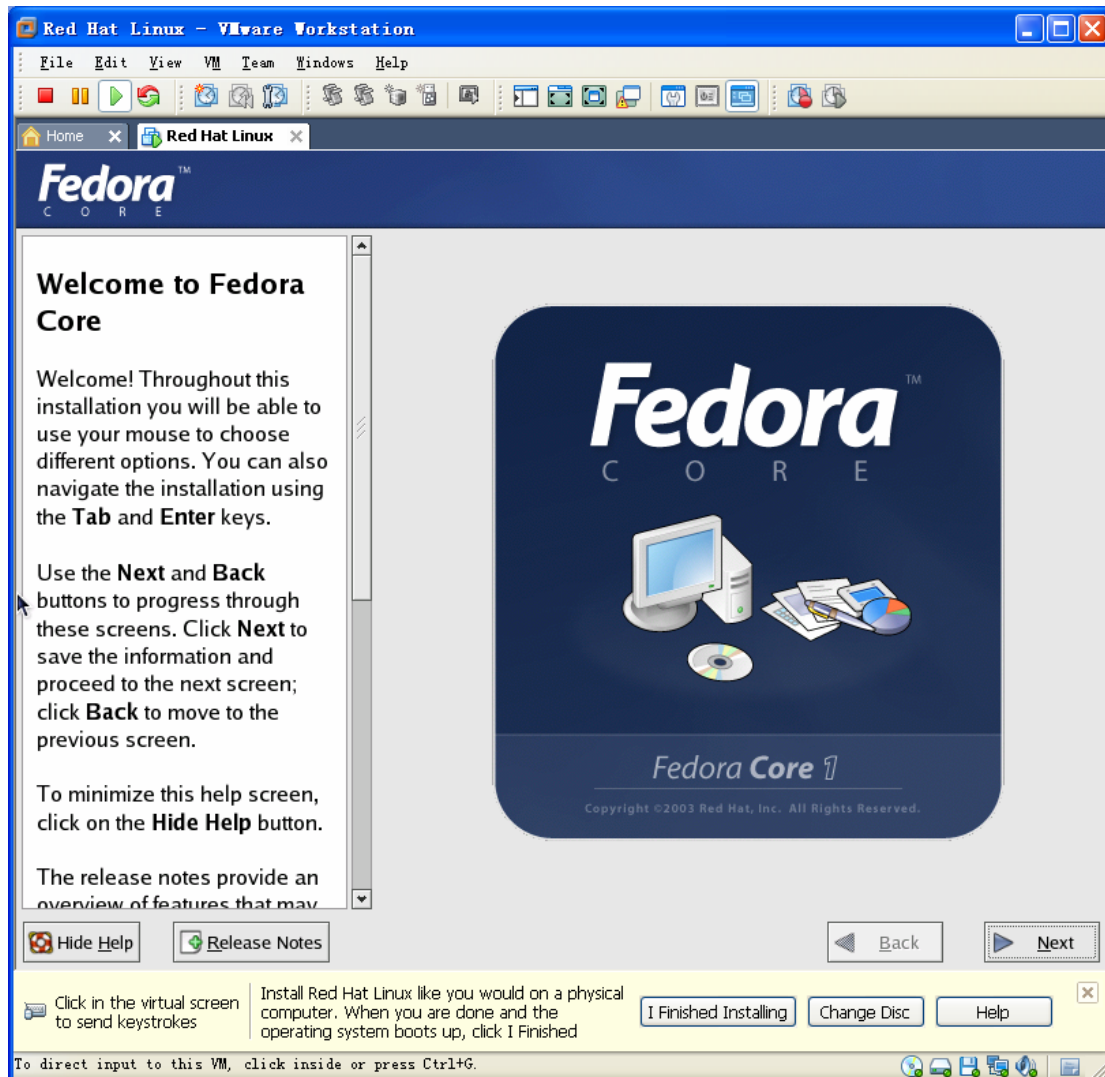 Red Hat Linux - VMware Workstation
File Edit View VM Team Windows Help
Home Red Hat Linux
Fedora™
CORE
Welcome to Fedora
Core
Welcome! Throughout this
installation you will be able to
use your mouse to choose
different options. You can also
navigate the installation using
the Tab and Enter keys.
Use the Next and Back
buttons to progress through
these screens. Click Next to
save the information and
proceed to the next screen;
click Back to move to the
previous screen.
To minimize this help screen,
click on the Hide Help button.
The release notes provide an
overview of features that may
Fedora™
CORE
Fedora Core 1
Copyright ©2003 Red Hat, Inc. All Rights Reserved.
Hide Help Release Notes Back Next
Click in the virtual screen
to send keystrokes
Install Red Hat Linux like you would on a physical
computer. When you are done and the
operating system boots up, click I Finished
I Finished Installing Change Disc Help
To direct input to this VM, click inside or press Ctrl+G.